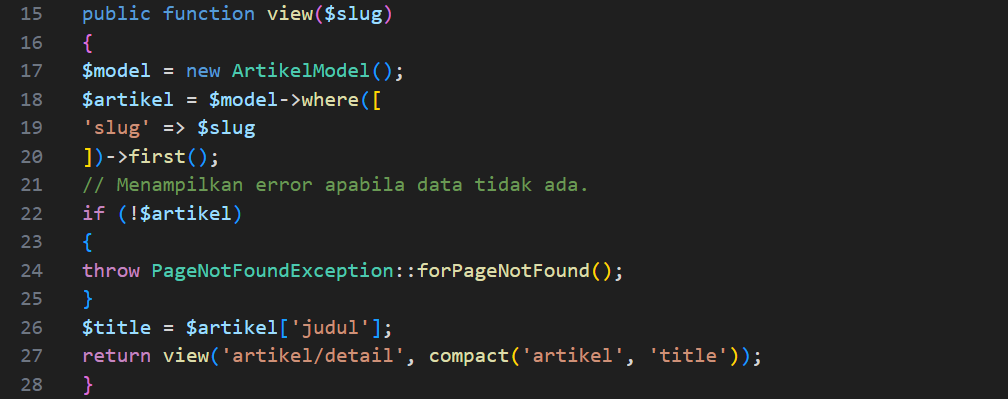 15 public function view($slug)
16 {
17 $model = new ArtikelModel();
18 $artikel = $model->where([
19 'slug' => $slug
20 ])->first();
21 // Menampilkan error apabila data tidak ada.
22 if (!$artikel)
23 {
24 throw PageNotFoundException::forPageNotFound();
25 }
26 $title = $artikel['judul'];
27 return view('artikel/detail', compact('artikel', 'title'));
28 }